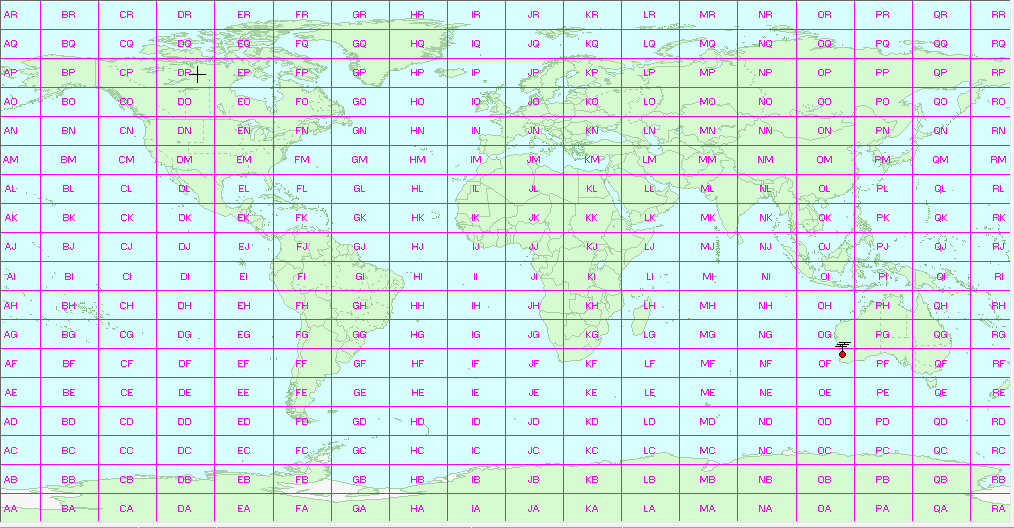 AR BR CR DR ER FR GR HR IR JR KR LR MR NR OR PR QR RR
AQ BQ CQ DQ EQ FQ GQ HQ IQ JQ KQ LQ MQ NQ OQ PQ QQ RQ
AP BP CP DP EP FP GP HP IP JP KP LP MP NP OP PP QP RP
AO BO CO DO EO FO GO HO IO JO KO LO MO NO OO PO QO RO
AN BN CN DN EN FN GN HN IN JN KN LN MN NN ON PN QN RN
AM BM CM DM EM FM GM HM IM JM KM LM MM NM OM PM QM RM
AL BL CL DL EL FL GL HL IL JL KL LL ML NL OL PL QL RL
AK BK CK DK EK FK GK HK IK JK KK LK MK NK OK PK QK RK
AJ BJ CJ DJ EJ FJ GJ HJ IJ JJ KJ LJ MJ NJ OJ PJ QJ RJ
AI BI CI DI EI FI GI HI II JI KI LI MI NI OI PI QI RI
AH BH CH DH EH FH GH HH IH JH KH LH MH NH OH PH QH RH
AG BG CG DG EG FG GG HG IG JG KG LG MG NG OG PG QG RG
AF BF CF DF EF FF GF HF IF JF KF LF MF NF OF PF QF RF
AE BE CE DE EE FE GE HE IE JE KE LE ME NE OE PE QE RE
AD BD CD DD ED FD GD HD ID JD KD LD MD ND OD PD QD RD
AC BC CC DC EC FC GC HC IC JC KC LC MC NC OC PC QC RC
AB BB CB DB EB FB GB HB IB JB KB LB MB NB OB PB QB RB
AA BA CA DA EA FA GA HA IA JA KA LA MA NA OA PA QA RA